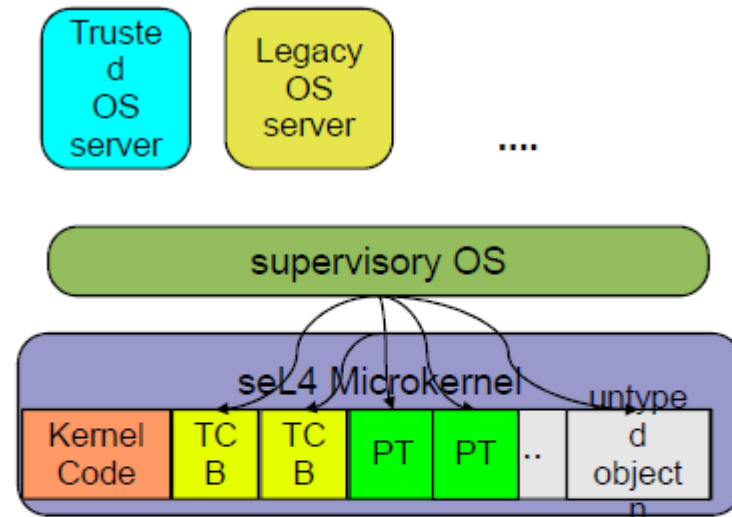 Truste
d
OS
server
Legacy
OS
server
....
supervisory OS
seL4 Microkernel
Kernel
Code
TC
B
TC
B
PT
PT
..
untype
d
object
n